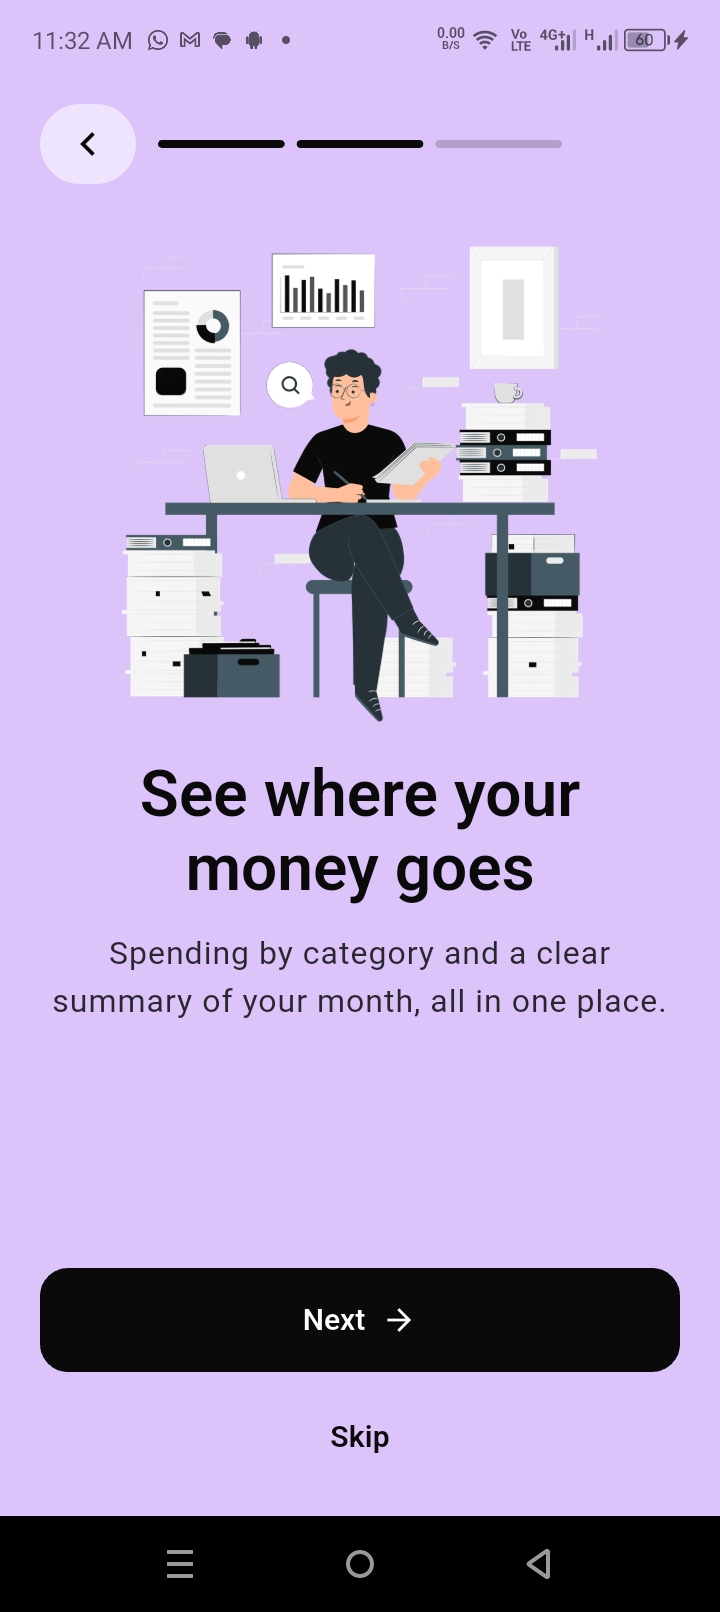 11:32 AM
0.00
B/S
Vo
LTE
4G+
H
60
See where your
money goes
Spending by category and a clear
summary of your month, all in one place.
Next
Skip